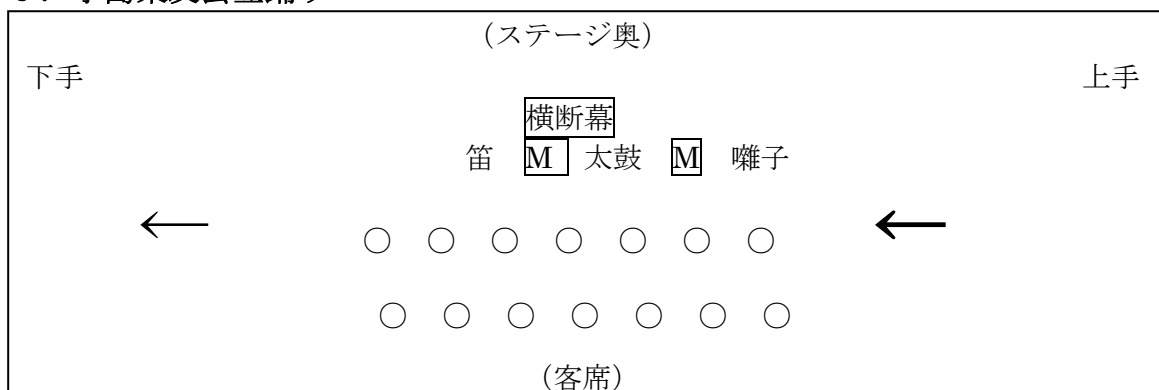 (ステージ奥)
下手 上手
横断幕
笛 M 太鼓 M 囃子
← ←
○ ○ ○ ○ ○ ○ ○
○ ○ ○ ○ ○ ○ ○
(客席)